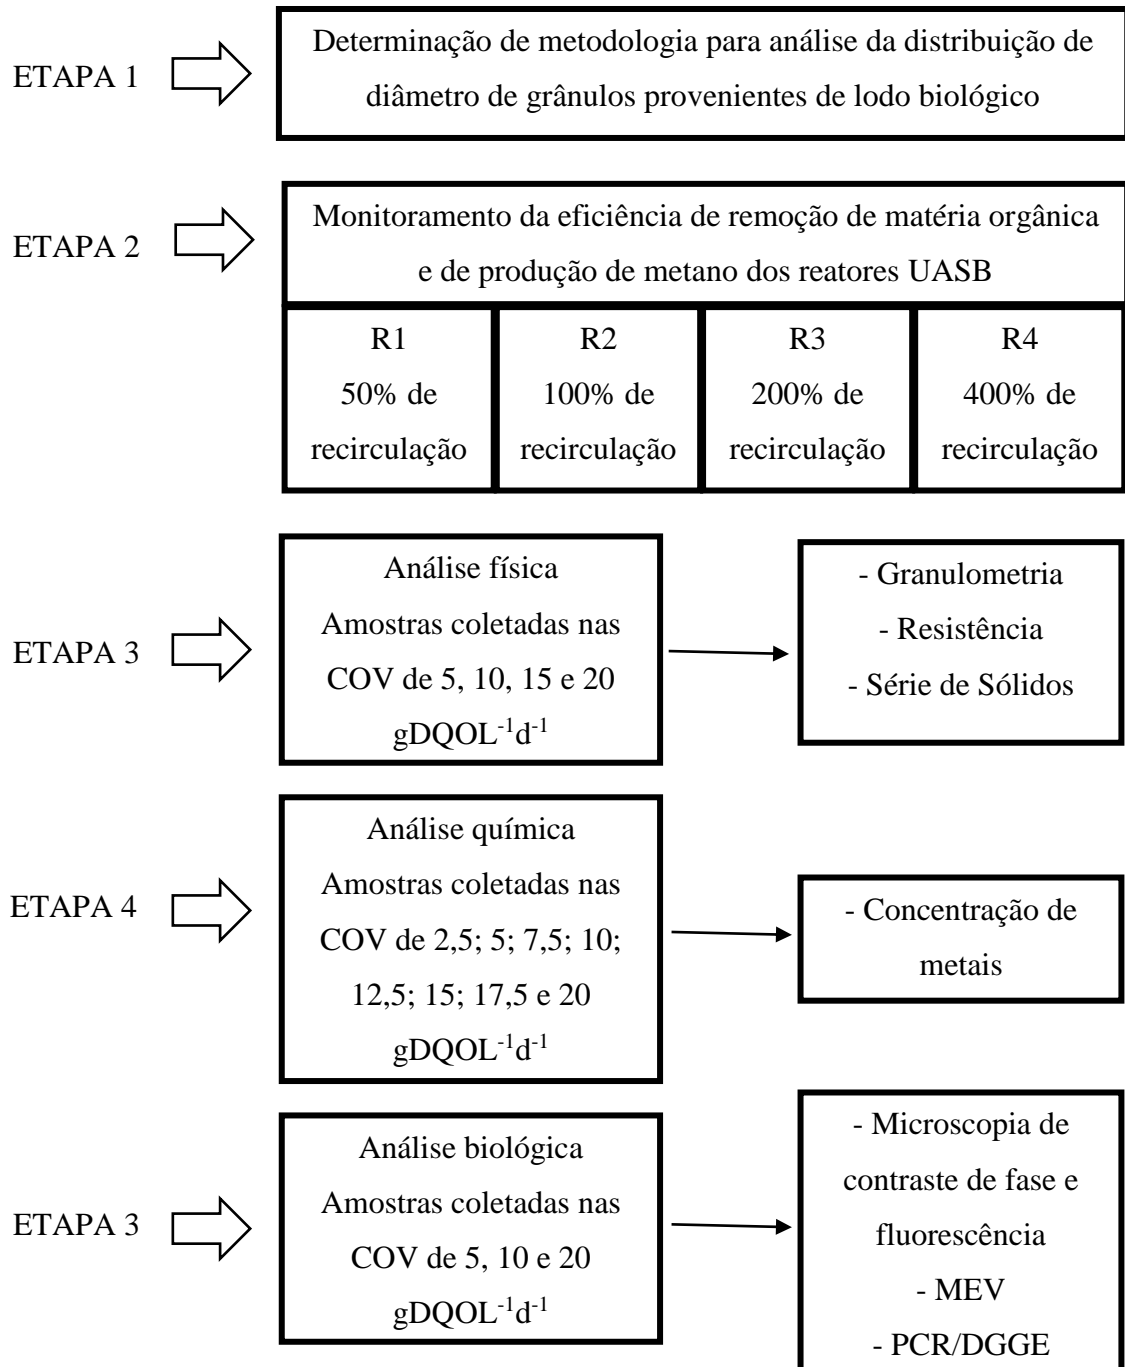 ETAPA 1
Determinação de metodologia para análise da distribuição de
diâmetro de grânulos provenientes de lodo biológico
ETAPA 2
Monitoramento da eficiência de remoção de matéria orgânica
e de produção de metano dos reatores UASB
R1
50% de
recirculação
R2
100% de
recirculação
R3
200% de
recirculação
R4
400% de
recirculação
ETAPA 3
Análise física
Amostras coletadas nas
COV de 5, 10, 15 e 20
gDQOL⁻¹d⁻¹
- Granulometria
- Resistência
- Série de Sólidos
ETAPA 4
Análise química
Amostras coletadas nas
COV de 2,5; 5; 7,5; 10;
12,5; 15; 17,5 e 20
gDQOL⁻¹d⁻¹
- Concentração de
metais
ETAPA 3
Análise biológica
Amostras coletadas nas
COV de 5, 10 e 20
gDQOL⁻¹d⁻¹
- Microscopia de
contraste de fase e
fluorescência
- MEV
- PCR/DGGE